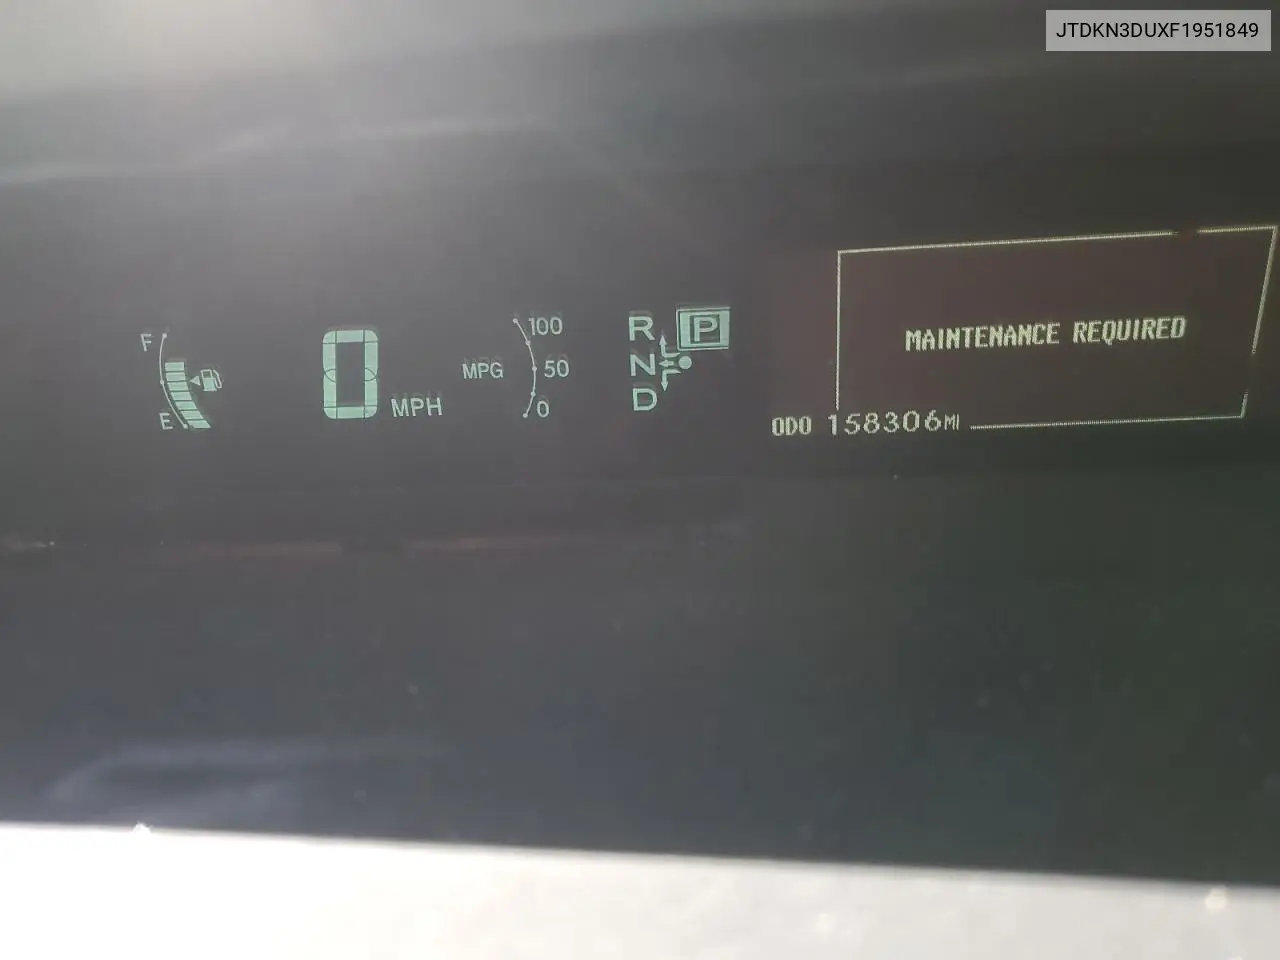 JTDKN3DUXF1951849
F
E
0 MPH
MPG
100
50
0
R P
N
D
MAINTENANCE REQUIRED
ODO 158306MI